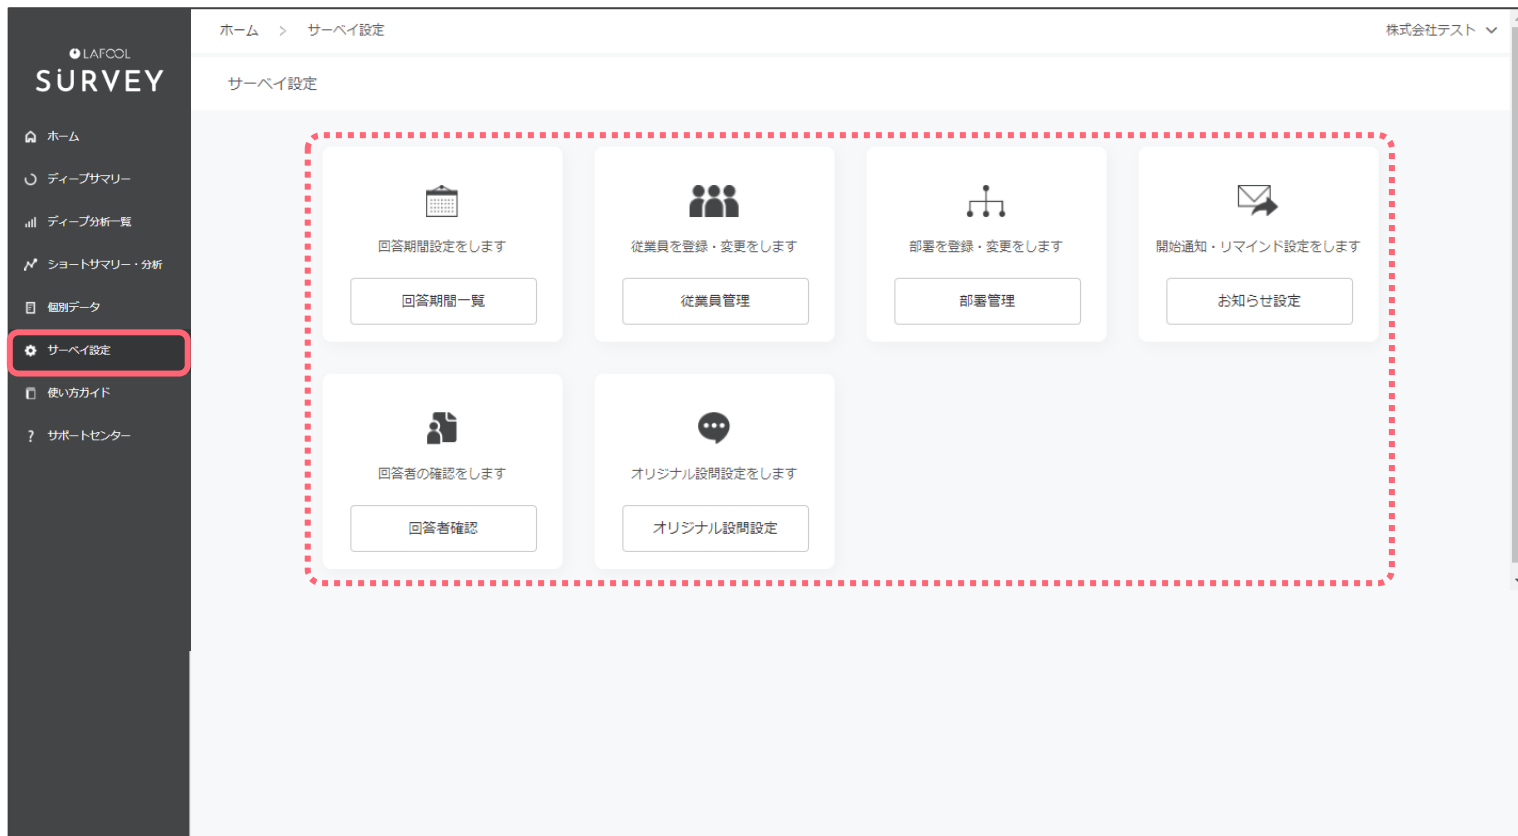 ホーム > サーベイ設定
株式会社テスト
LAFOOL
SURVEY
サーベイ設定
ホーム
ディープサマリー
ディープ分析一覧
ショートサマリー・分析
個別データ
サーベイ設定
使い方ガイド
? サポートセンター
回答期間設定をします
回答期間一覧
従業員を登録・変更をします
従業員管理
部署を登録・変更をします
部署管理
開始通知・リマインド設定をします
お知らせ設定
回答者の確認をします
回答者確認
オリジナル設問設定をします
オリジナル設問設定